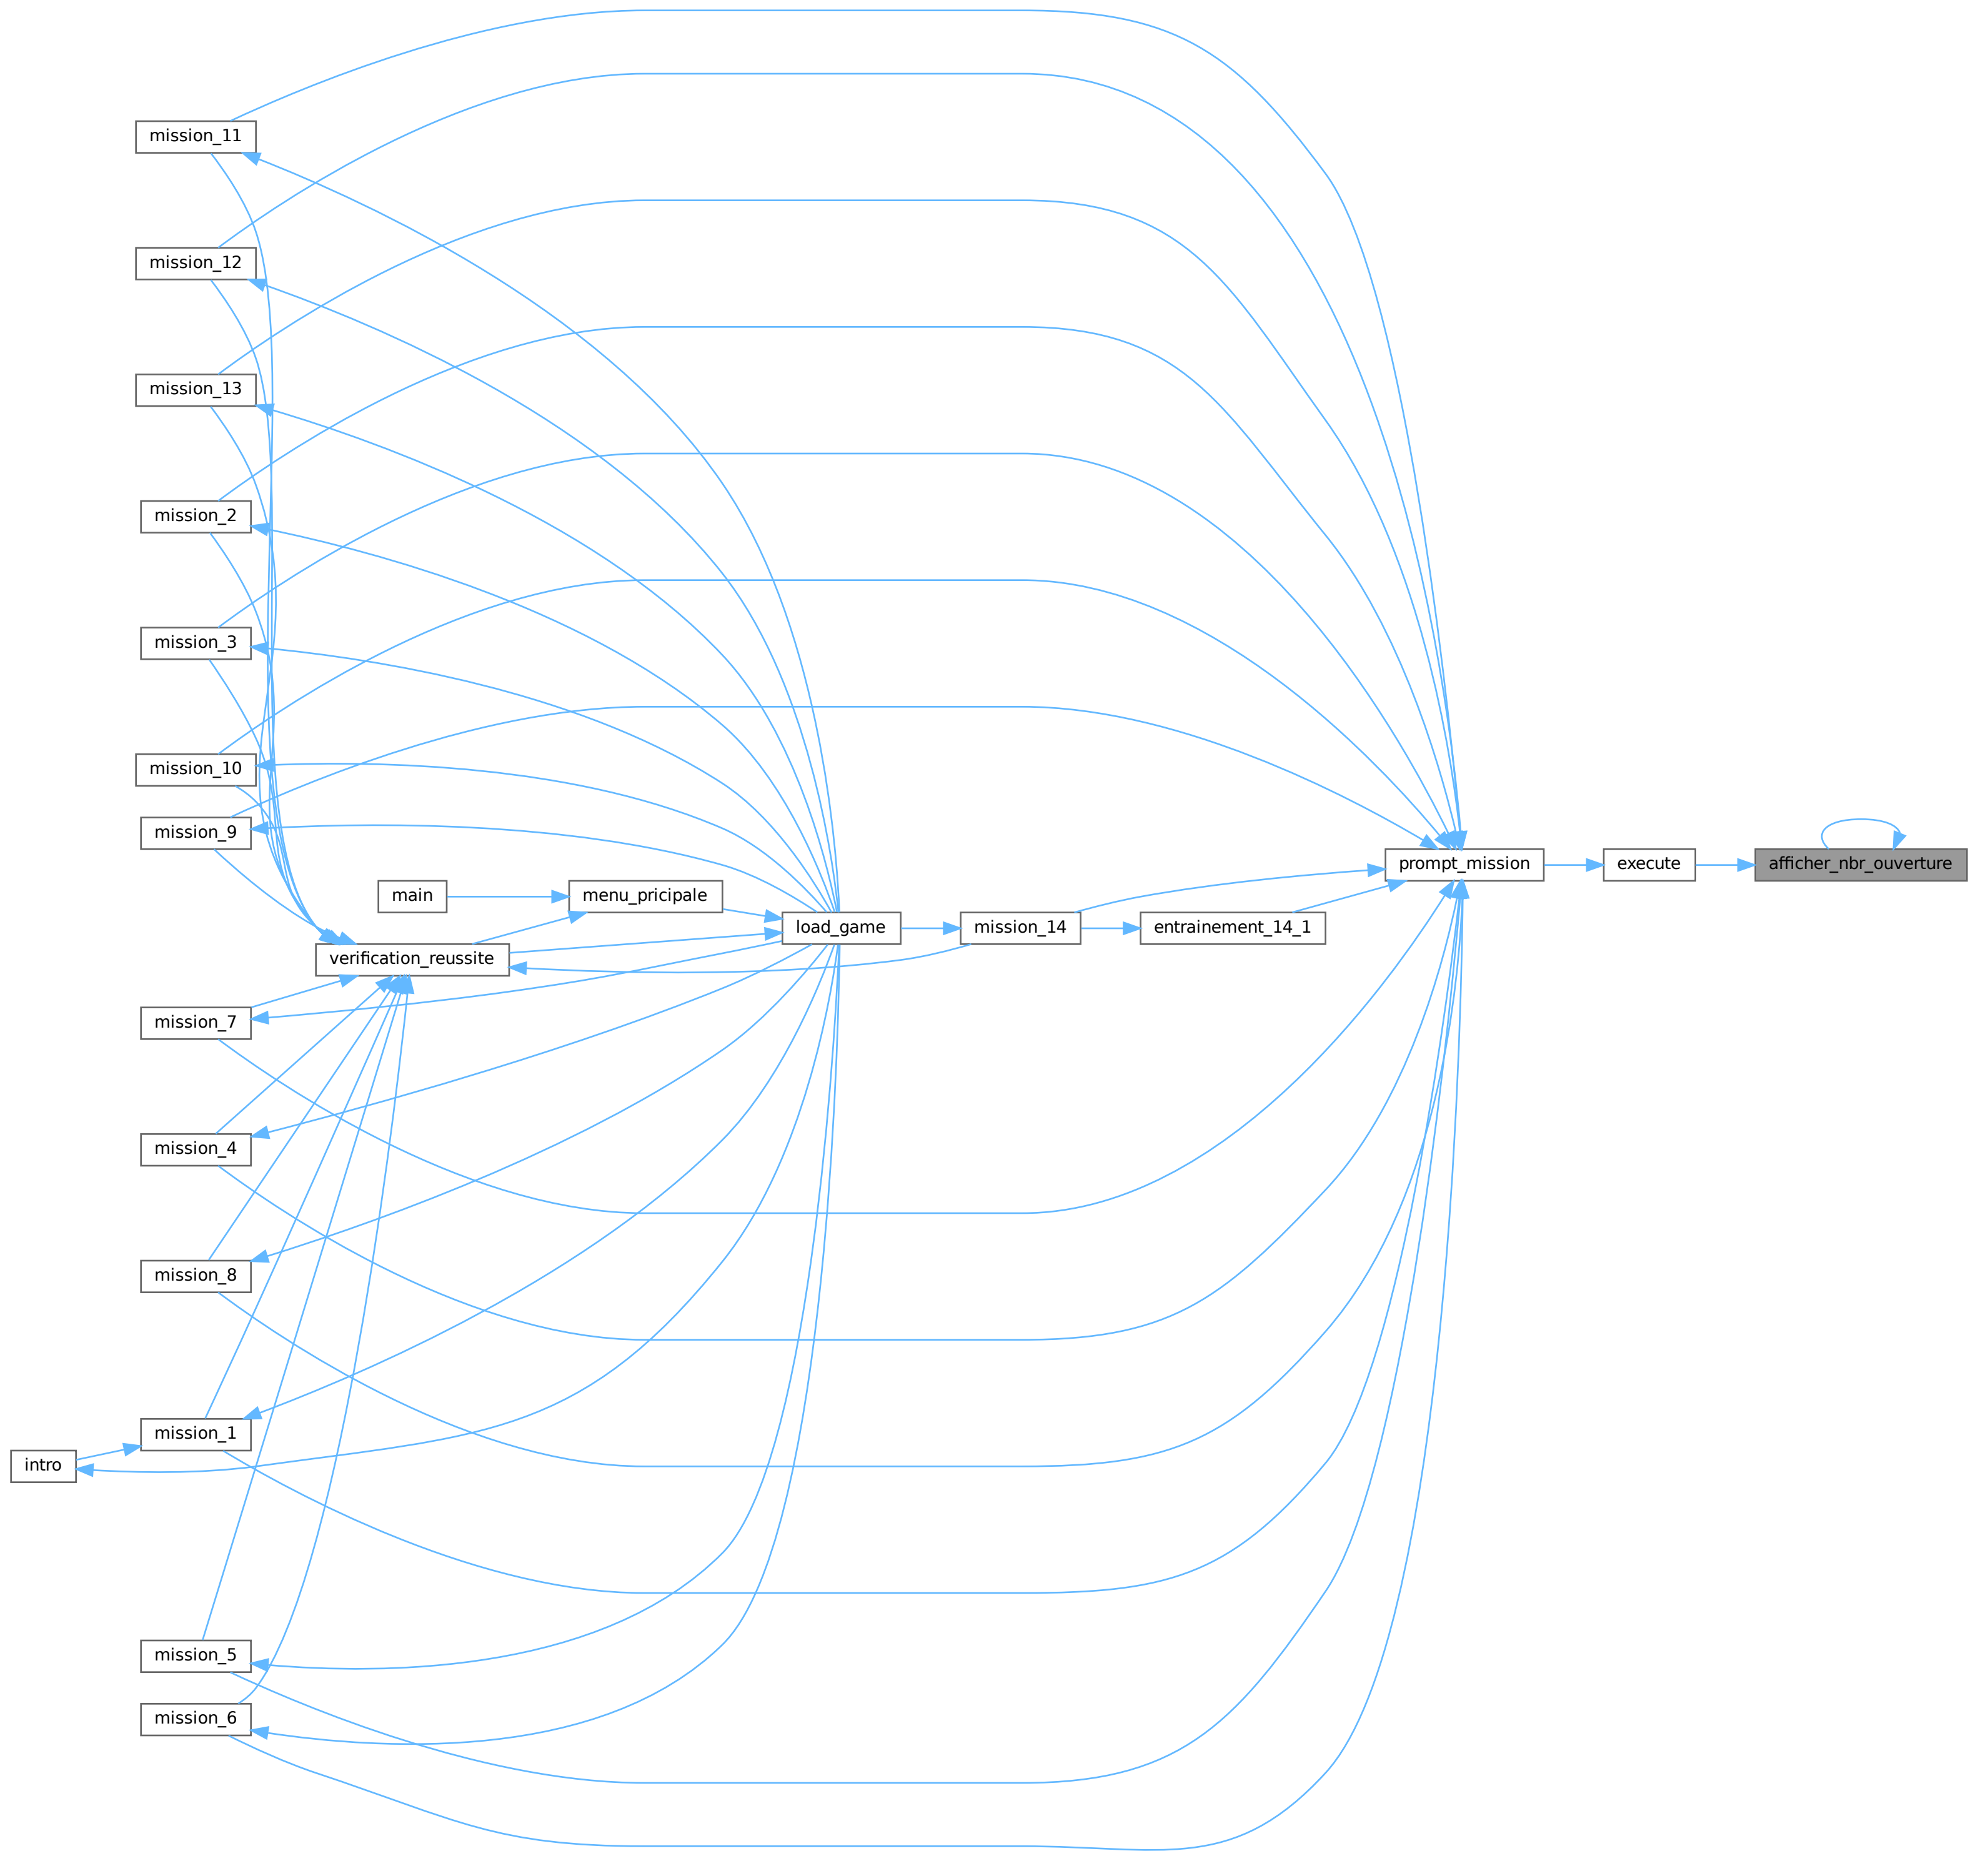 mission_11
mission_12
mission_13
mission_2
mission_3
mission_10
mission_9
prompt_mission
execute
afficher_nbr_ouverture
main
menu_pricipale
load_game
mission_14
entrainement_14_1
verification_reussite
mission_7
mission_4
mission_8
mission_1
intro
mission_5
mission_6